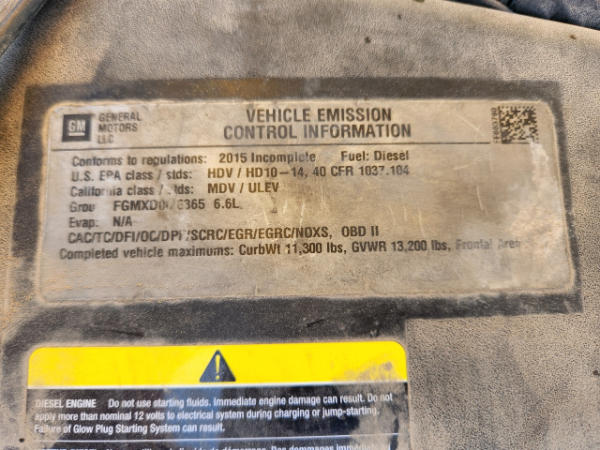 GM
GENERAL
MOTORS
LLC
VEHICLE EMISSION
CONTROL INFORMATION
Conforms to regulations: 2015 Incomplete Fuel: Diesel
U.S. EPA class / stds: HDV / HD10-14, 40 CFR 1037.104
California class / tds: MDV / ULEV
Grou 6.6L
Evap: N/A
CAC/TC/DFI/OC/DPF/SCRC/EGR/EGRC/NOXS, OBD II
Completed vehicle maximums: CurbWt 11,300 lbs, GVWR 13,200 lbs, Frontal Area
DIESEL ENGINE Do not use starting fluids. Immediate engine damage can result. Do not
apply more than nominal 12 volts to electrical system during charging or jump-starting.
Failure of Glow Plug Starting System can result.